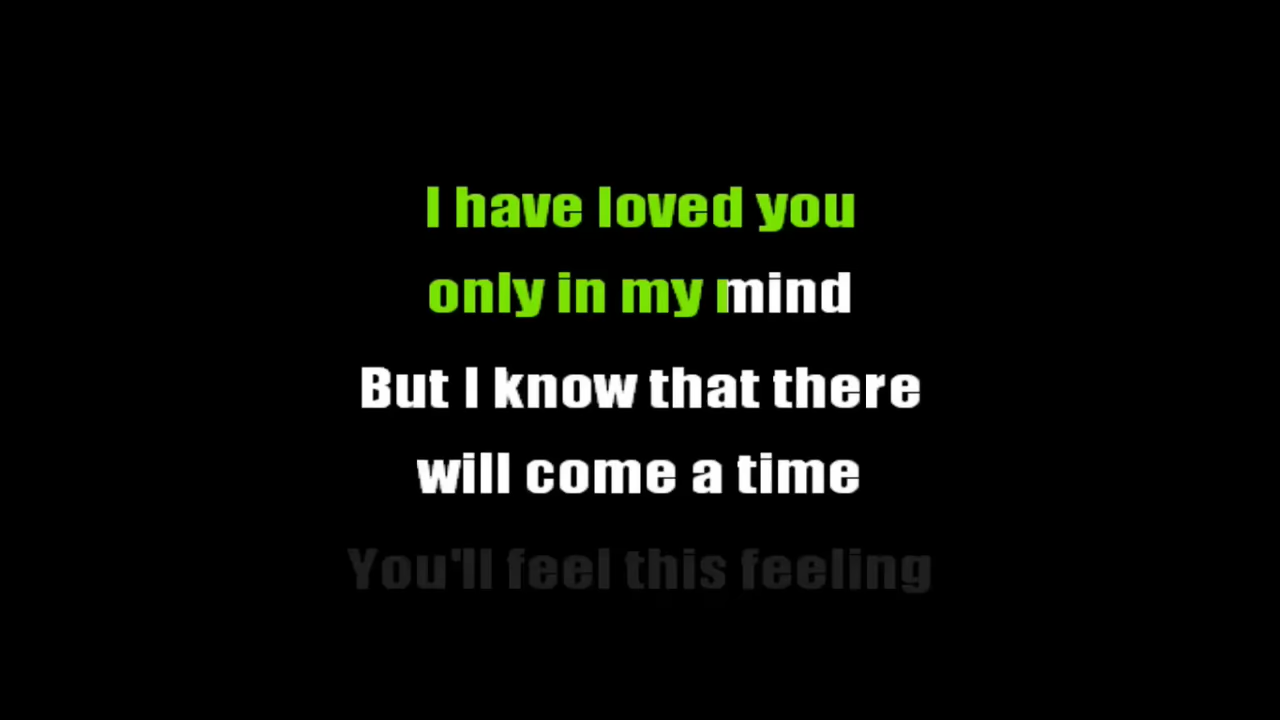 I have loved you
only in my mind
But I know that there
will come a time
You'll feel this feeling